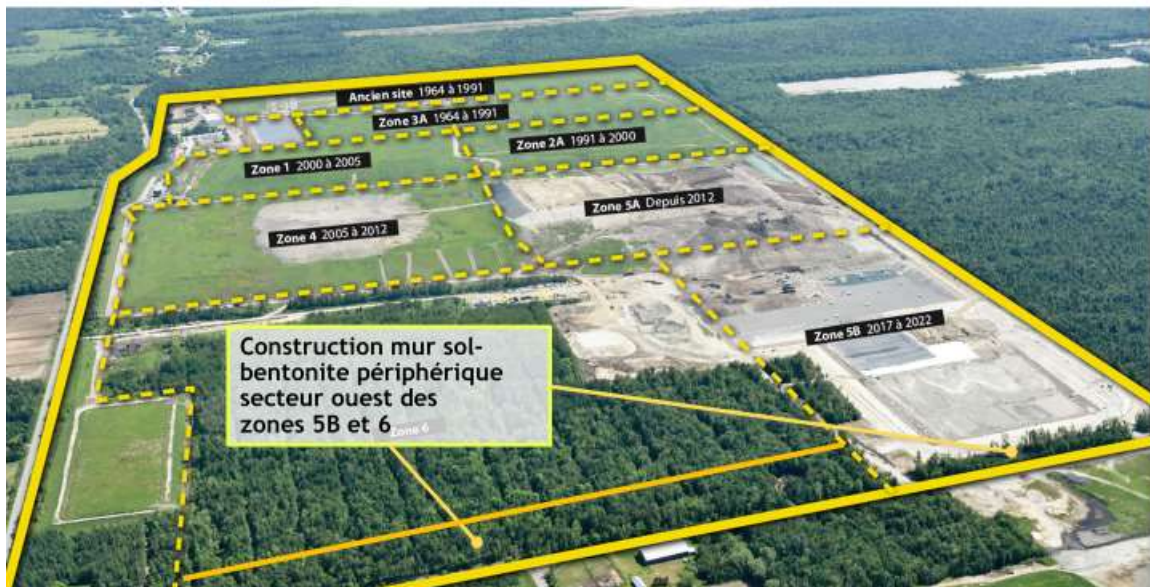 Ancien site 1964 à 1991
Zone 3A 1964 à 1991
Zone 2A 1991 à 2000
Zone 1 2000 à 2005
Zone 5A Depuis 2012
Zone 4 2005 à 2012
Zone 5B 2017 à 2022
Construction mur sol-
bentonite périphérique
secteur ouest des
zones 5B et 6
Zone 6